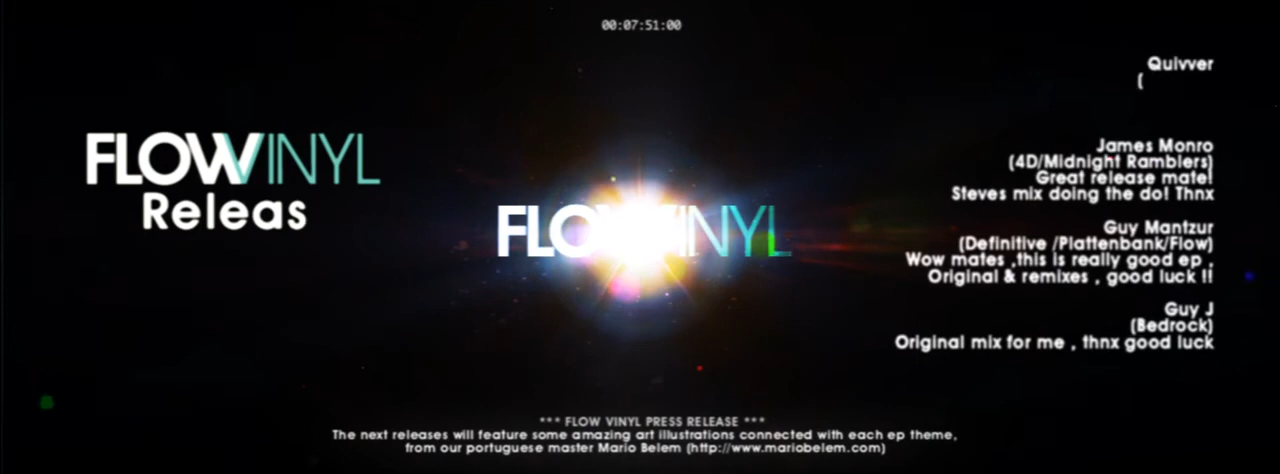 00:07:51:00
FLOWVINYL
Releas
FLOWVINYL
Quivver
(
James Monro
(4D/Midnight Ramblers)
Great release mate!
Steves mix doing the do! Thnx
Guy Mantzur
(Definitive /Plattenbank/Flow)
Wow mates ,this is really good ep ,
Original & remixes , good luck !!
Guy J
(Bedrock)
Original mix for me , thnx good luck
*** FLOW VINYL PRESS RELEASE ***
The next releases will feature some amazing art illustrations connected with each ep theme,
from our portuguese master Mario Belem (http://www.mariobelem.com)